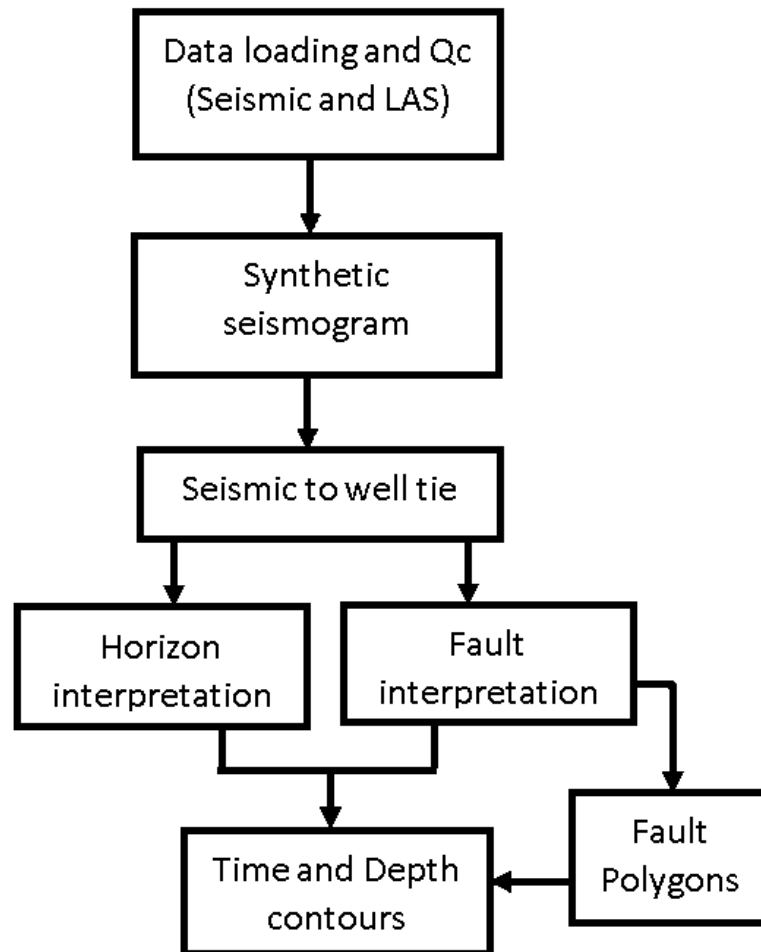 Data loading and Qc
(Seismic and LAS)
Synthetic
seismogram
Seismic to well tie
Horizon
interpretation
Fault
interpretation
Fault
Polygons
Time and Depth
contours